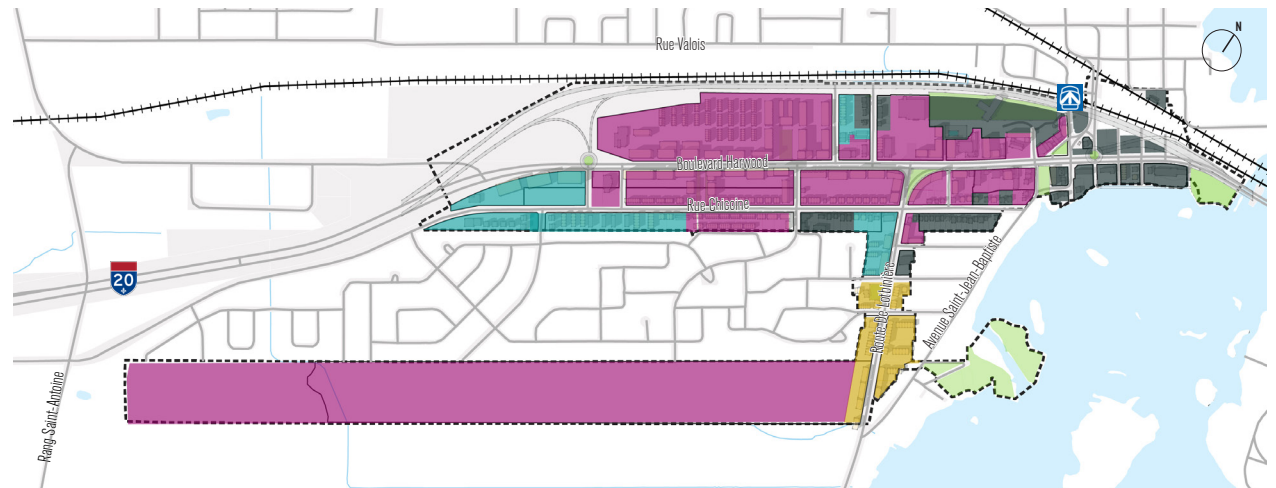 Rue Valois
N
Boulevard Harwood
Rue Chicoine
20
Route De Lotbinière
Avenue Saint-Jean-Baptiste
Rang Saint-Antoine